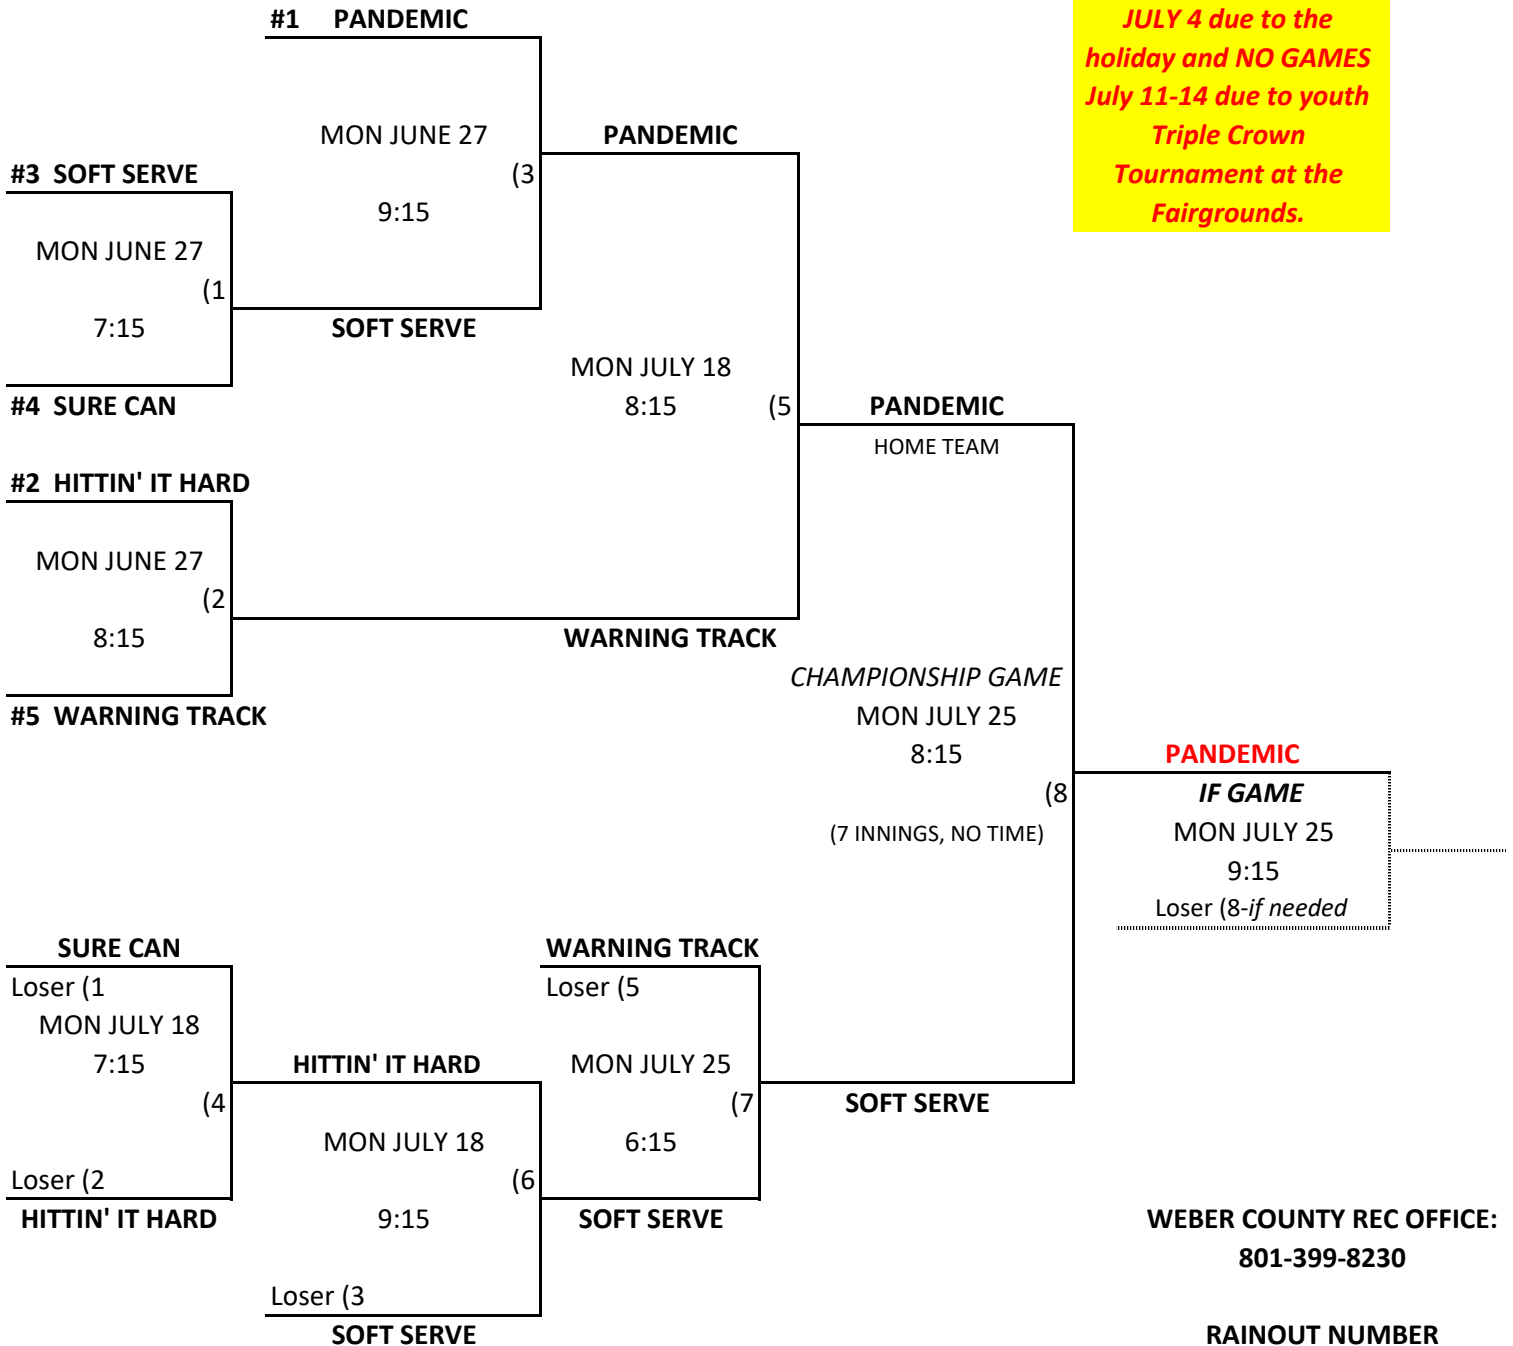 #1 PANDEMIC
JULY 4 due to the
holiday and NO GAMES
July 11-14 due to youth
Triple Crown
Tournament at the
Fairgrounds.
MON JUNE 27
PANDEMIC
#3 SOFT SERVE
(3
9:15
MON JUNE 27
(1
7:15
SOFT SERVE
MON JULY 18
#4 SURE CAN
8:15
(5
PANDEMIC
HOME TEAM
#2 HITTIN' IT HARD
MON JUNE 27
(2
8:15
WARNING TRACK
CHAMPIONSHIP GAME
#5 WARNING TRACK
MON JULY 25
8:15
PANDEMIC
(8
IF GAME
(7 INNINGS, NO TIME)
MON JULY 25
9:15
Loser (8-if needed
SURE CAN
WARNING TRACK
Loser (1
Loser (5
MON JULY 18
7:15
HITTIN' IT HARD
MON JULY 25
(4
(7
SOFT SERVE
MON JULY 18
6:15
Loser (2
(6
HITTIN' IT HARD
9:15
SOFT SERVE
WEBER COUNTY REC OFFICE:
801-399-8230
Loser (3
SOFT SERVE
RAINOUT NUMBER